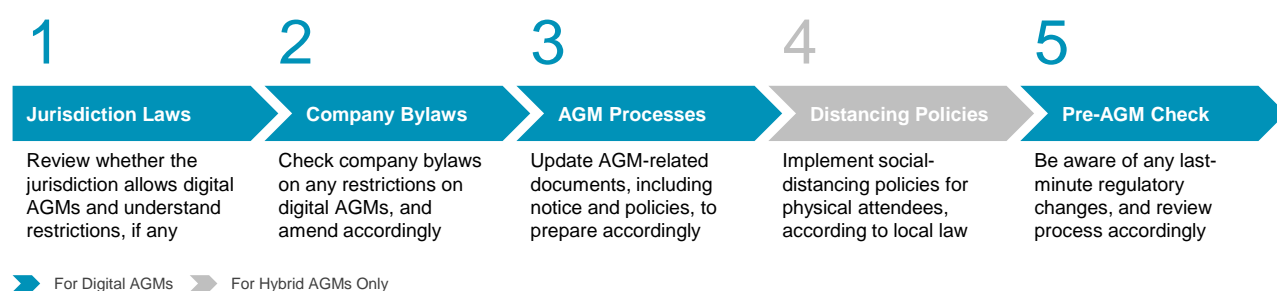 1
2
3
4
5
Jurisdiction Laws
Company Bylaws
AGM Processes
Distancing Policies
Pre-AGM Check
Review whether the
jurisdiction allows digital
AGMs and understand
restrictions, if any
Check company bylaws
on any restrictions on
digital AGMs, and
amend accordingly
Update AGM-related
documents, including
notice and policies, to
prepare accordingly
Implement social-
distancing policies for
physical attendees,
according to local law
Be aware of any last-
minute regulatory
changes, and review
process accordingly
For Digital AGMs
For Hybrid AGMs Only